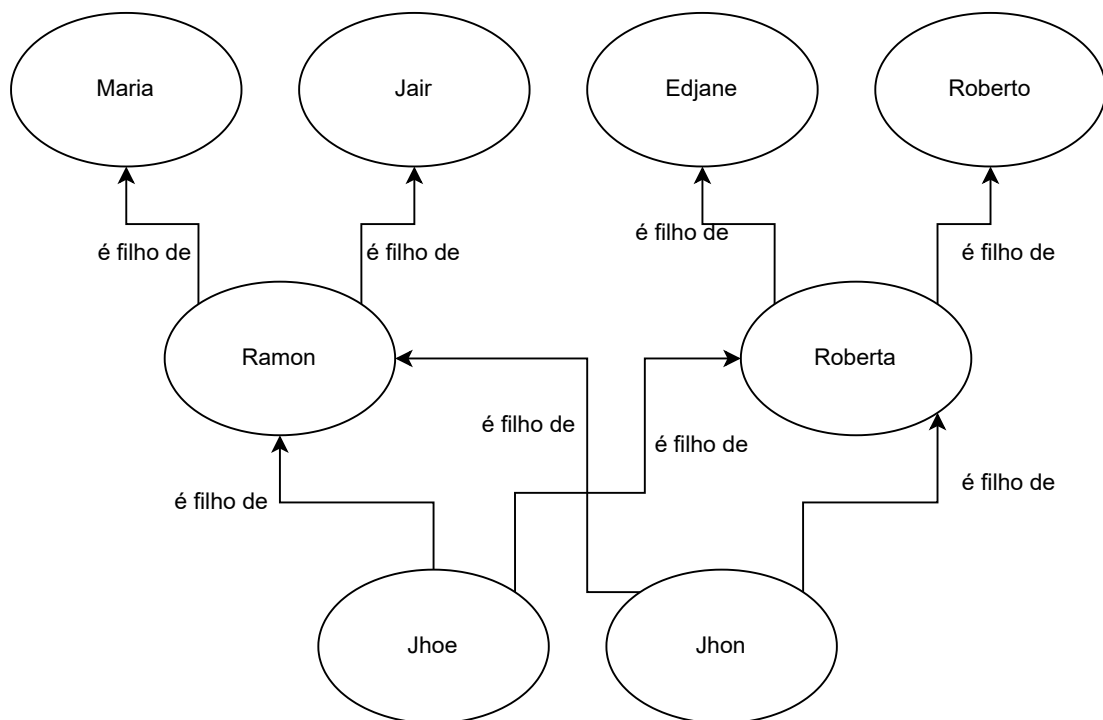 Maria
Jair
Edjane
Roberto
é filho de
é filho de
é filho de
é filho de
Ramon
Roberta
é filho de
é filho de
é filho de
é filho de
Jhoe
Jhon